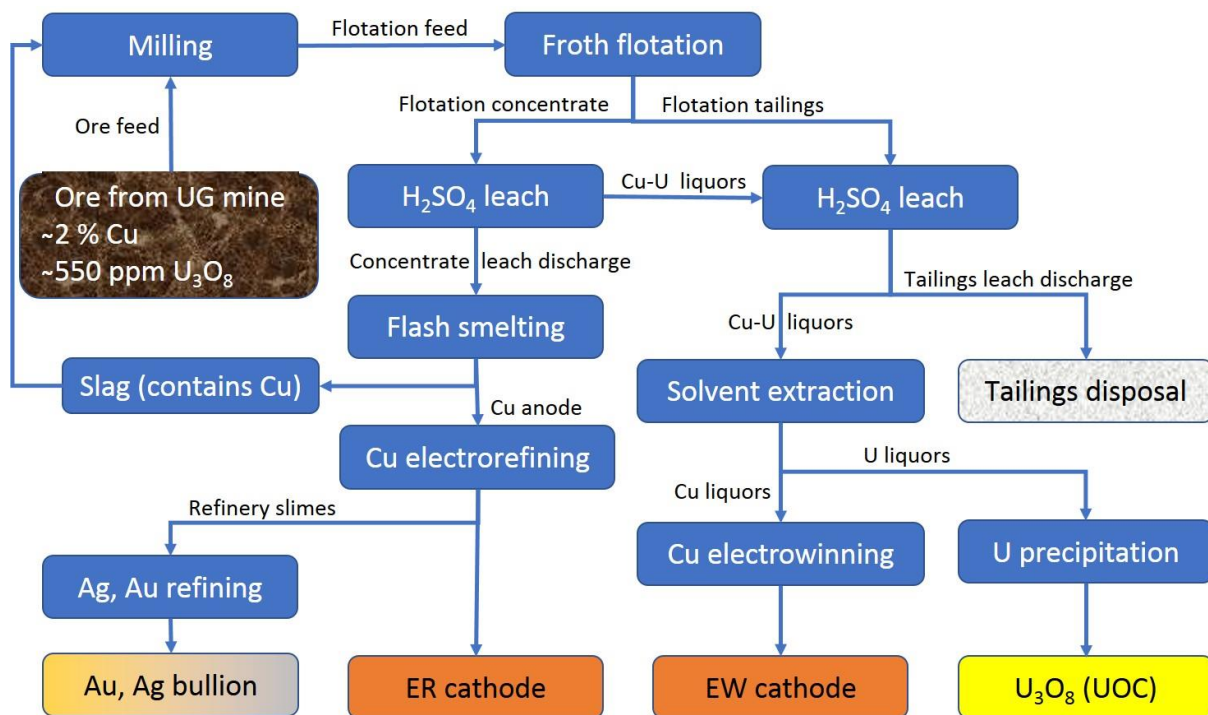 Milling
Flotation feed
Froth flotation
Flotation concentrate
Flotation tailings
Ore feed
Ore from UG mine
~2 % Cu
~550 ppm U₃O₈
H₂SO₄ leach
Cu-U liquors
H₂SO₄ leach
Concentrate leach discharge
Tailings leach discharge
Flash smelting
Cu-U liquors
Slag (contains Cu)
Solvent extraction
Tailings disposal
Cu anode
Cu electrorefining
U liquors
Cu liquors
Refinery slimes
Ag, Au refining
Cu electrowinning
U precipitation
Au, Ag bullion
ER cathode
EW cathode
U₃O₈ (UOC)